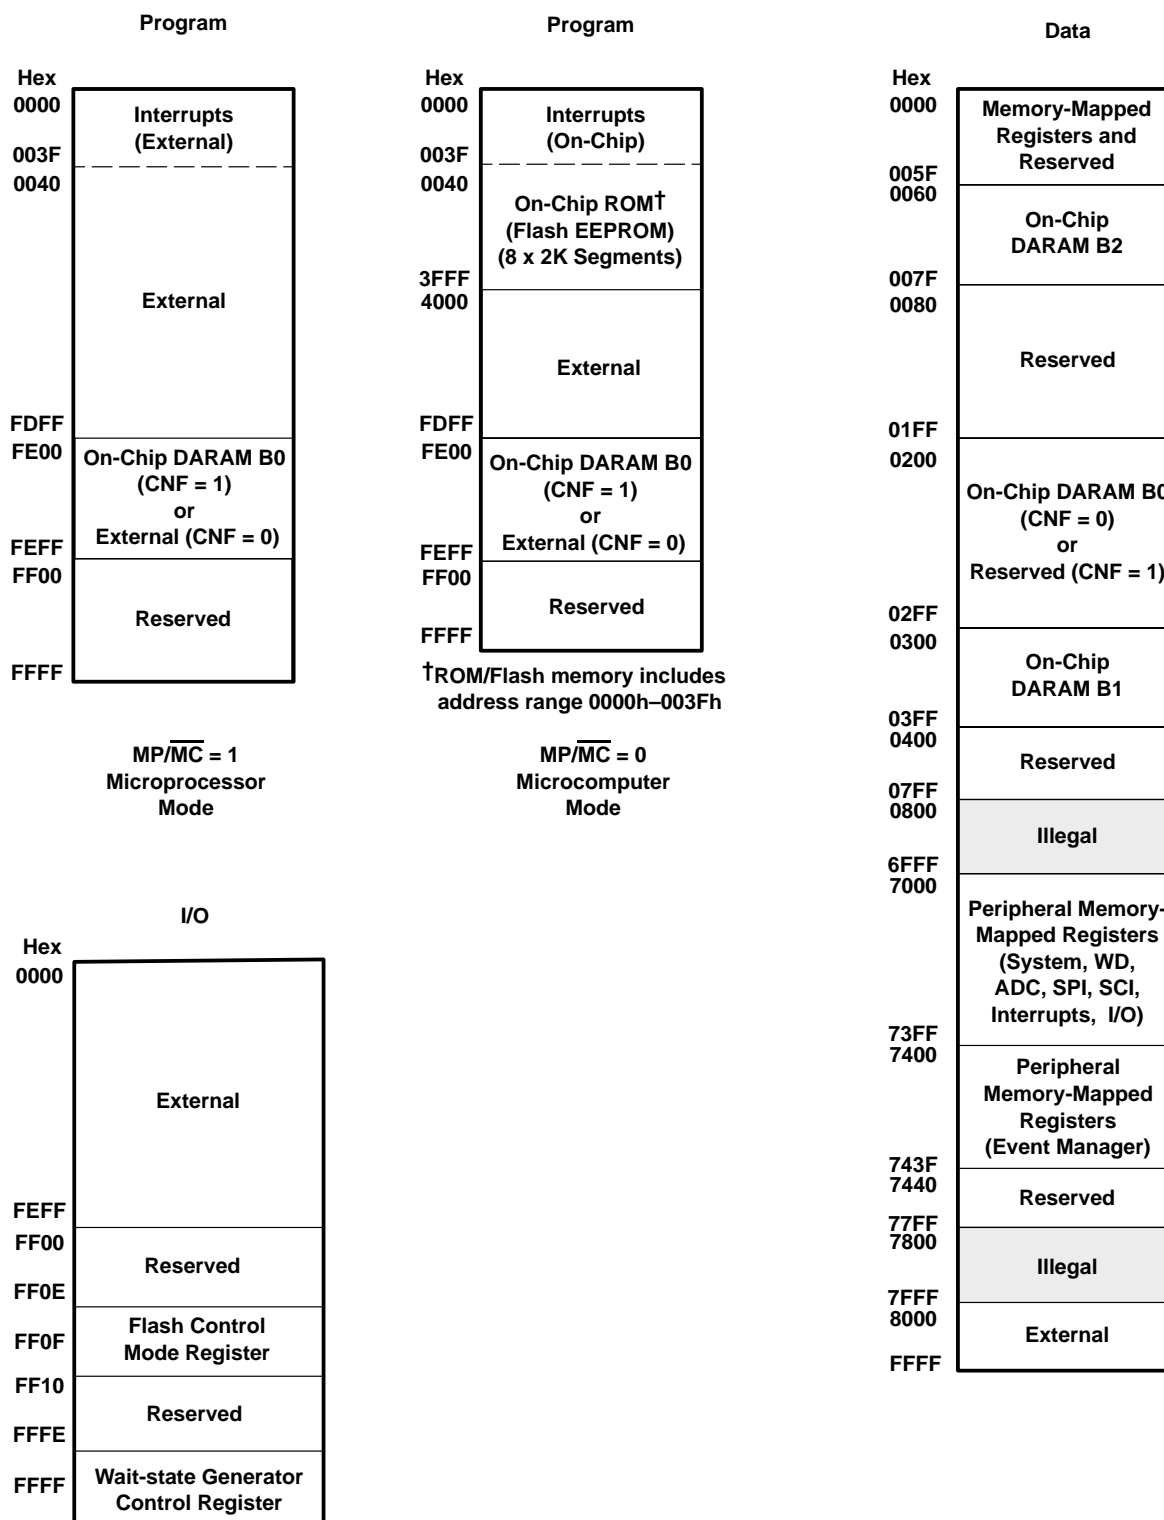 Program
Hex
0000
Interrupts
(External)
003F
0040
External
FDFF
FE00
On-Chip DARAM B0
(CNF = 1)
or
External (CNF = 0)
FEFF
FF00
Reserved
FFFF
MP/MC = 1
Microprocessor
Mode
Program
Hex
0000
Interrupts
(On-Chip)
003F
0040
On-Chip ROM†
(Flash EEPROM)
(8 x 2K Segments)
3FFF
4000
External
FDFF
FE00
On-Chip DARAM B0
(CNF = 1)
or
External (CNF = 0)
FEFF
FF00
Reserved
FFFF
†ROM/Flash memory includes
address range 0000h–003Fh
MP/MC = 0
Microcomputer
Mode
Data
Hex
0000
Memory-Mapped
Registers and
Reserved
005F
0060
On-Chip
DARAM B2
007F
0080
Reserved
01FF
0200
On-Chip DARAM B0
(CNF = 0)
or
Reserved (CNF = 1)
02FF
0300
On-Chip
DARAM B1
03FF
0400
Reserved
07FF
0800
Illegal
6FFF
7000
Peripheral Memory-
Mapped Registers
(System, WD,
ADC, SPI, SCI,
Interrupts, I/O)
73FF
7400
Peripheral
Memory-Mapped
Registers
(Event Manager)
743F
7440
Reserved
77FF
7800
Illegal
7FFF
8000
External
FFFF
I/O
Hex
0000
External
FEFF
FF00
Reserved
FF0E
FF0F
Flash Control
Mode Register
FF10
Reserved
FFFE
FFFF
Wait-state Generator
Control Register